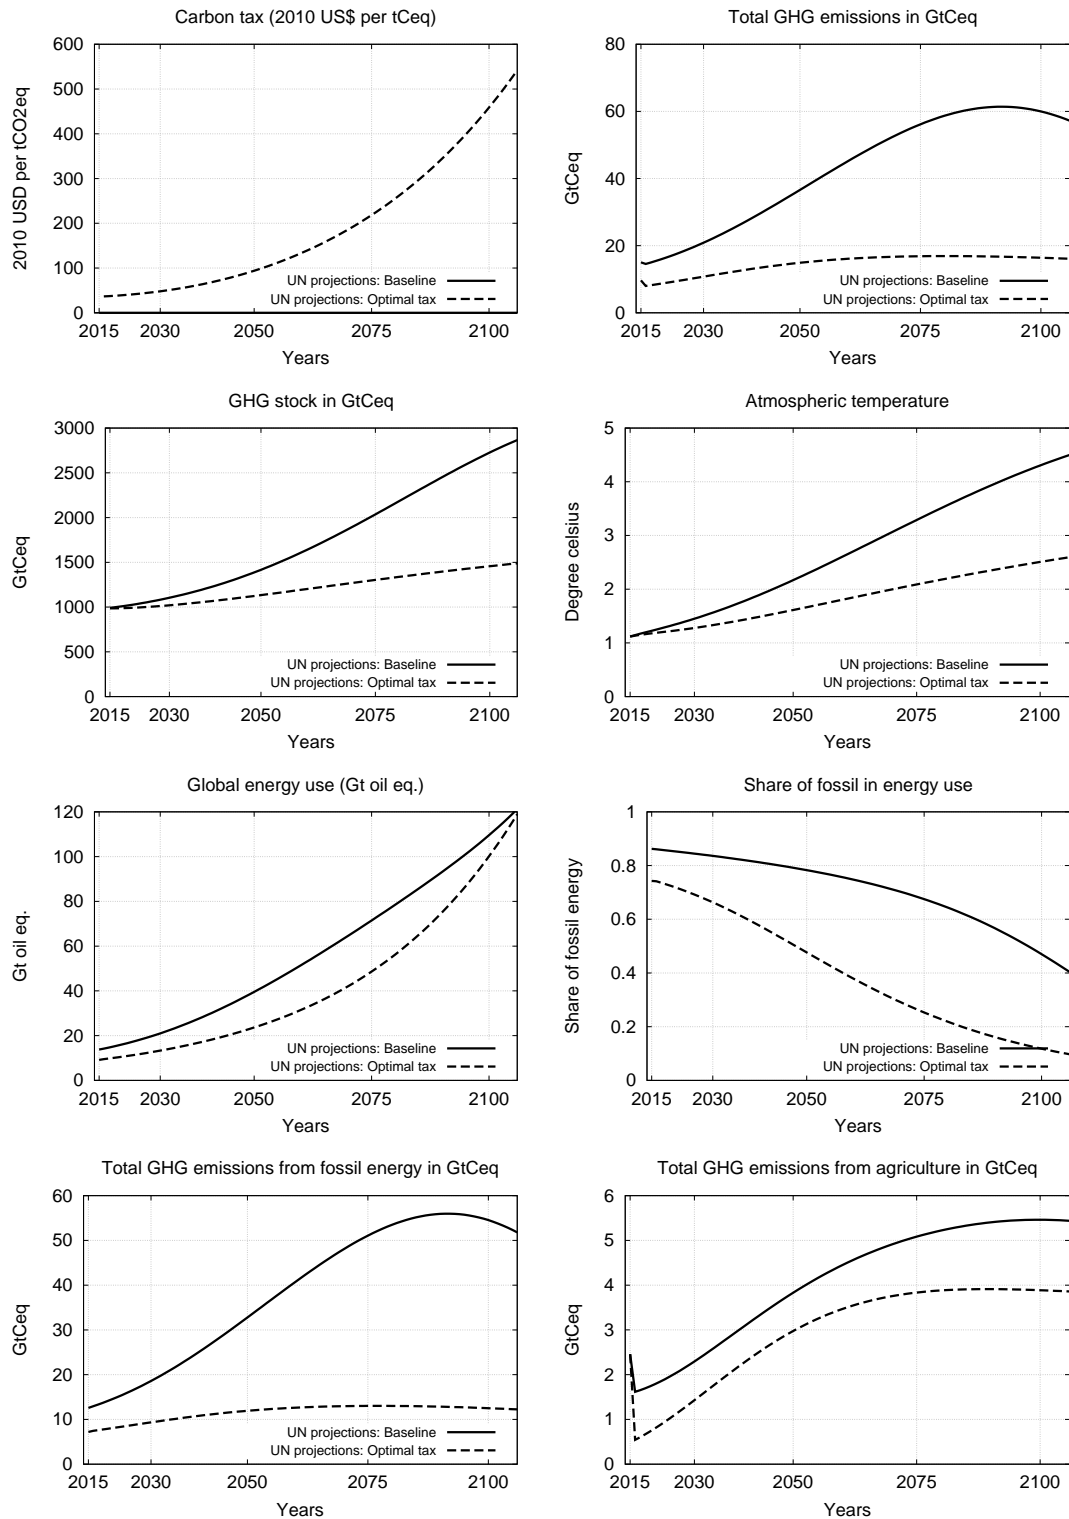 Carbon tax (2010 US$ per tCeq)
600
500
400
300
200
100
0
2010 USD per tCO2eq
UN projections: Baseline
UN projections: Optimal tax
2015 2030 2050 2075 2100
Years
Total GHG emissions in GtCeq
80
60
40
20
0
GtCeq
UN projections: Baseline
UN projections: Optimal tax
2015 2030 2050 2075 2100
Years
GHG stock in GtCeq
3000
2500
2000
1500
1000
500
0
GtCeq
UN projections: Baseline
UN projections: Optimal tax
2015 2030 2050 2075 2100
Years
Atmospheric temperature
5
4
3
2
1
0
Degree celsius
UN projections: Baseline
UN projections: Optimal tax
2015 2030 2050 2075 2100
Years
Global energy use (Gt oil eq.)
120
100
80
60
40
20
0
Gt oil eq.
UN projections: Baseline
UN projections: Optimal tax
2015 2030 2050 2075 2100
Years
Share of fossil in energy use
1
0.8
0.6
0.4
0.2
0
Share of fossil energy
UN projections: Baseline
UN projections: Optimal tax
2015 2030 2050 2075 2100
Years
Total GHG emissions from fossil energy in GtCeq
60
50
40
30
20
10
0
GtCeq
UN projections: Baseline
UN projections: Optimal tax
2015 2030 2050 2075 2100
Years
Total GHG emissions from agriculture in GtCeq
6
5
4
3
2
1
0
GtCeq
2015 2030 2050 2075 2100
Years